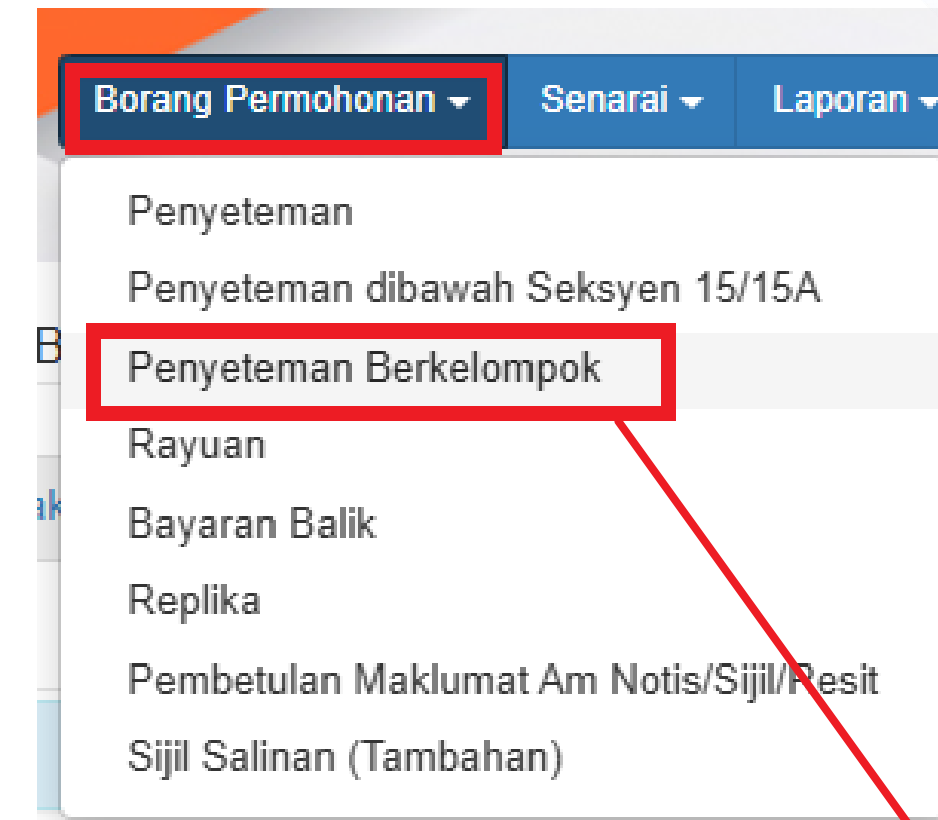 Borang Permohonan Senarai Laporan
Penyeteman
Penyeteman dibawah Seksyen 15/15A
B
Penyeteman Berkelompok
Rayuan
ak
Bayaran Balik
Replika
Pembetulan Maklumat Am Notis/Sijil/Resit
Sijil Salinan (Tambahan)